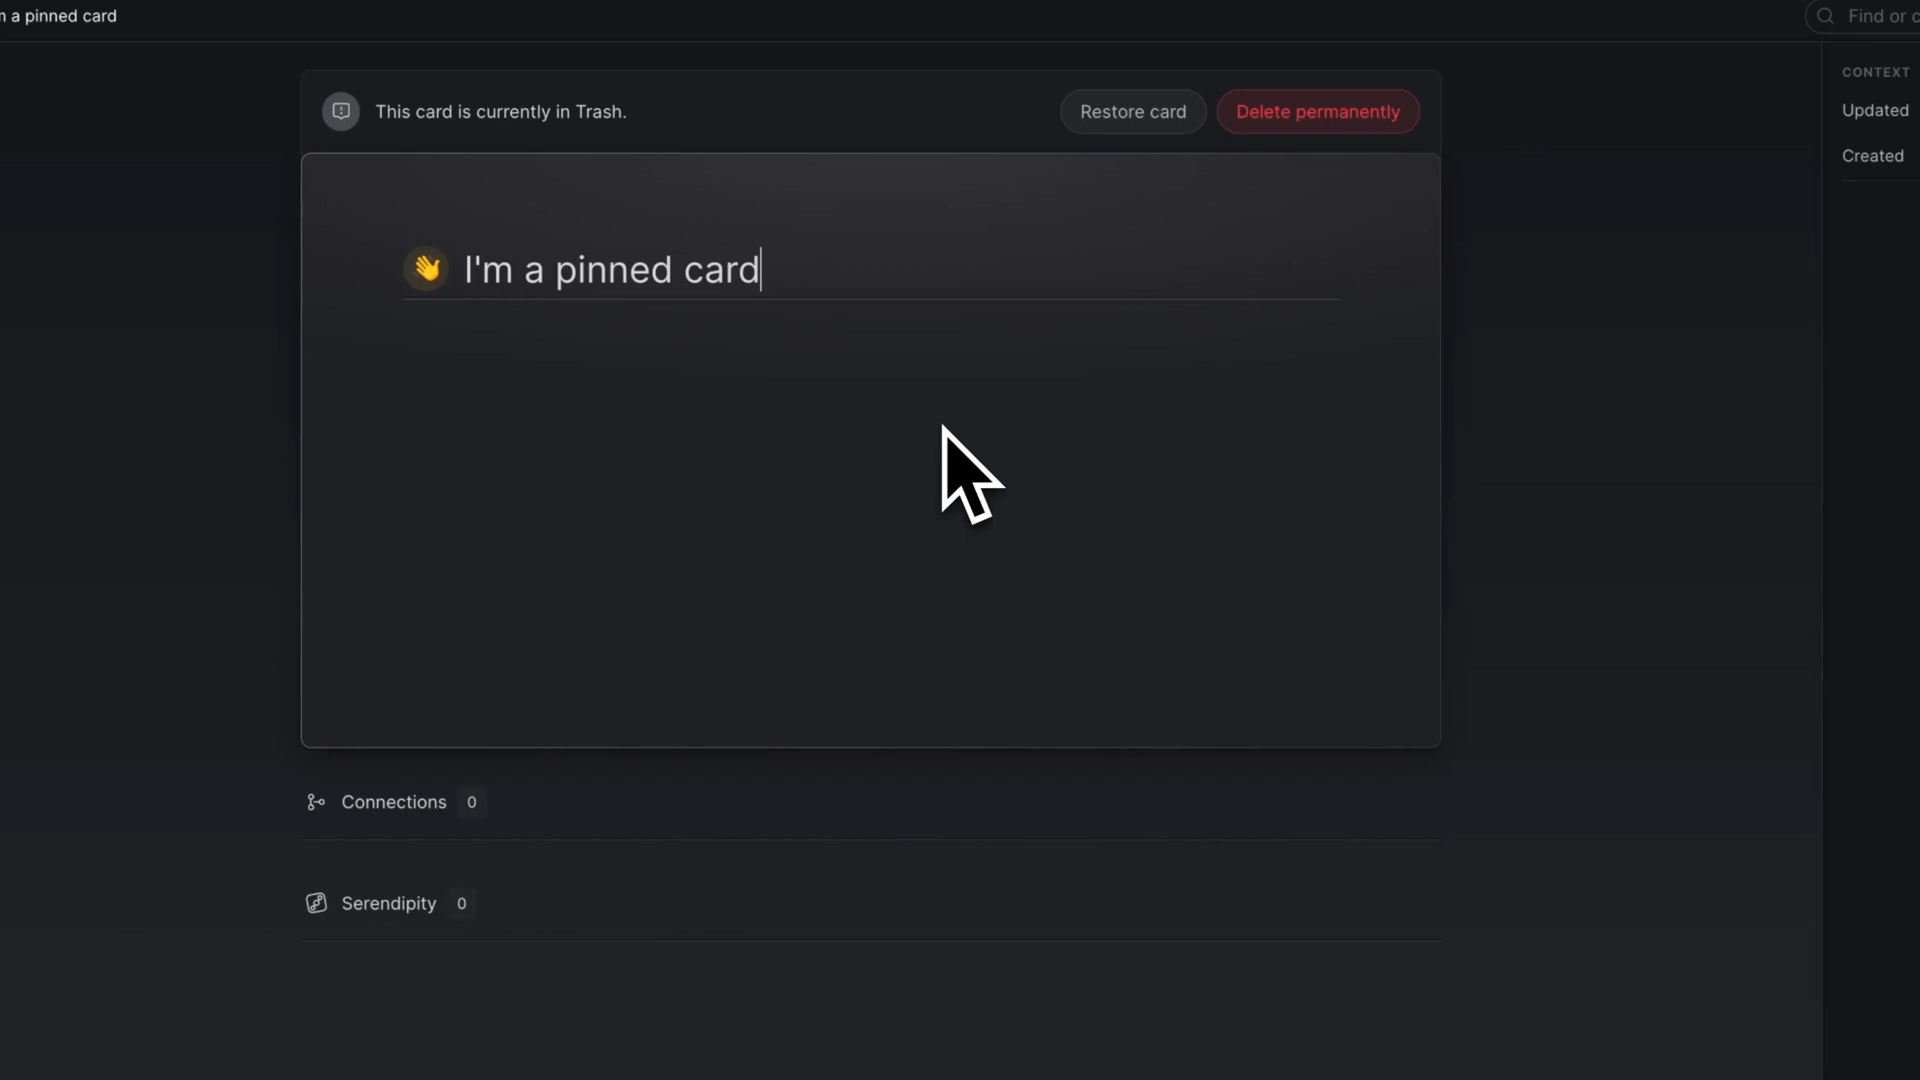 a pinned card
Find or
CONTEXT
This card is currently in Trash.
Restore card
Delete permanently
Updated
Created
👋 I'm a pinned card
Connections 0
Serendipity 0